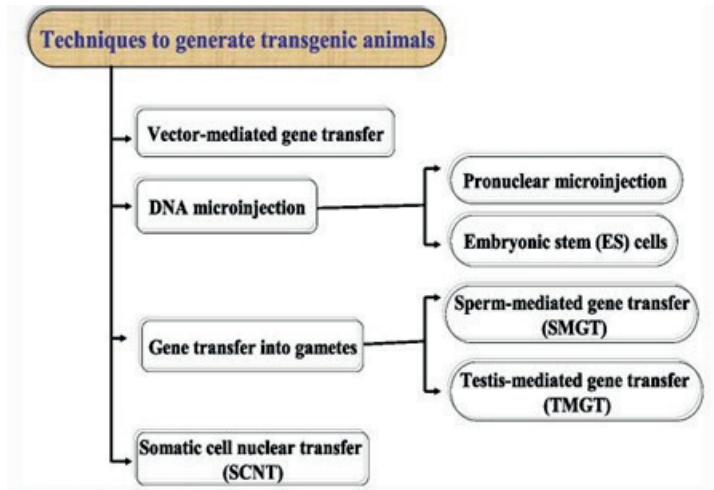 Techniques to generate transgenic animals
Vector-mediated gene transfer
DNA microinjection
Pronuclear microinjection
Embryonic stem (ES) cells
Gene transfer into gametes
Sperm-mediated gene transfer
(SMGT)
Testis-mediated gene transfer
(TMGT)
Somatic cell nuclear transfer
(SCNT)